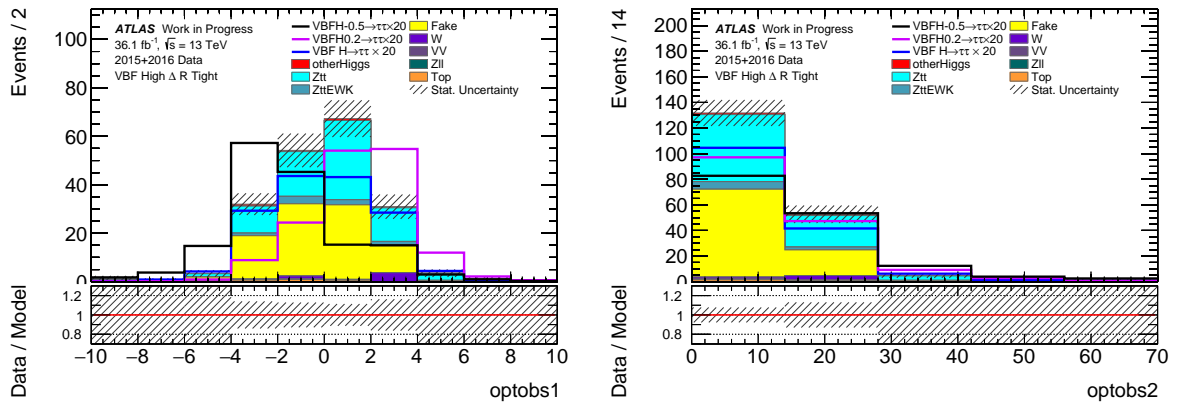 Events / 2
100
80
60
40
20
0
ATLAS Work in Progress
36.1 fb⁻¹, √s = 13 TeV
2015+2016 Data
VBF High Δ R Tight
VBFH-0.5→ττ×20
VBFH0.2→ττ×20
VBF H→ττ × 20
otherHiggs
Ztt
ZttEWK
Fake
W
VV
Zll
Top
Stat. Uncertainty
Data / Model
1.2
1
0.8
−10 −8 −6 −4 −2 0 2 4 6 8 10
optobs1
Events / 14
200
180
160
140
120
100
80
60
40
20
0
ATLAS Work in Progress
36.1 fb⁻¹, √s = 13 TeV
2015+2016 Data
VBF High Δ R Tight
VBFH-0.5→ττ×20
VBFH0.2→ττ×20
VBF H→ττ × 20
otherHiggs
Ztt
ZttEWK
Fake
W
VV
Zll
Top
Stat. Uncertainty
Data / Model
1.2
1
0.8
0 10 20 30 40 50 60 70
optobs2